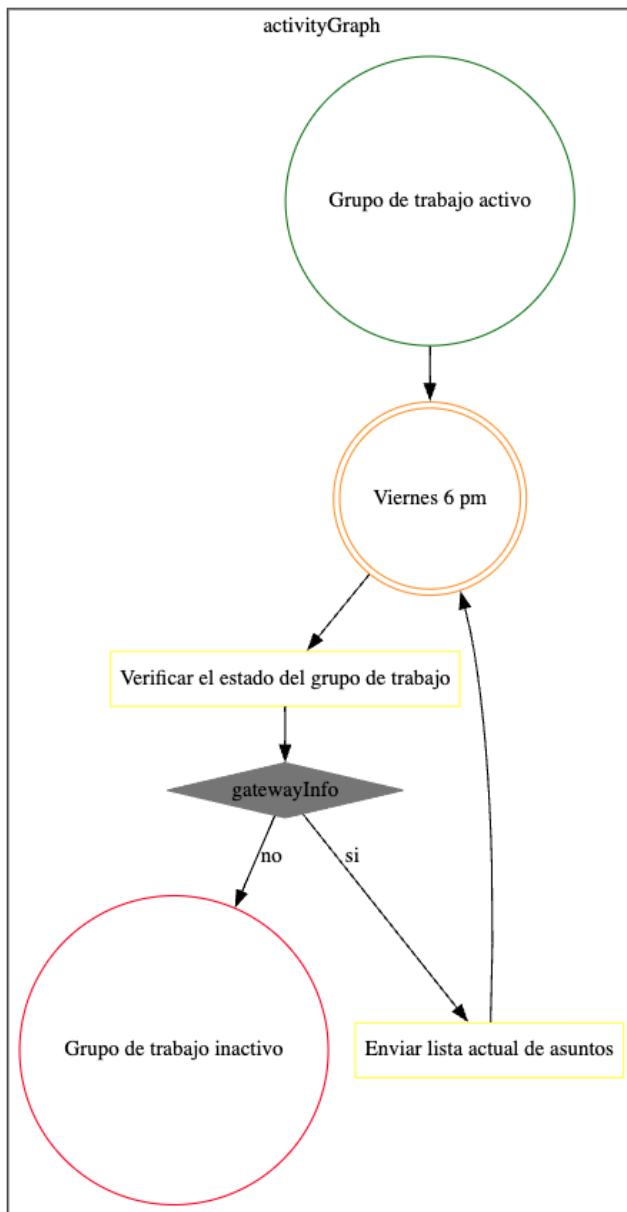 activityGraph
Grupo de trabajo activo
Viernes 6 pm
Verificar el estado del grupo de trabajo
gatewayInfo
no
si
Grupo de trabajo inactivo
Enviar lista actual de asuntos